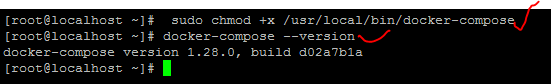 [root@localhost ~]#  sudo chmod +x /usr/local/bin/docker-compose
[root@localhost ~]# docker-compose --version
docker-compose version 1.28.0, build d02a7b1a
[root@localhost ~]#